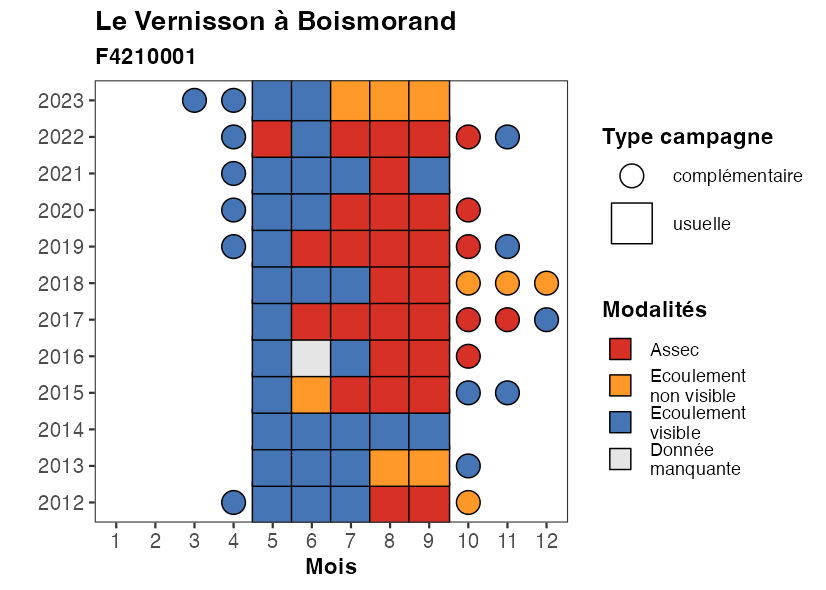 Le Vernisson à Boismorand
F4210001
2023
2022
2021
2020
2019
2018
2017
2016
2015
2014
2013
2012
1 2 3 4 5 6 7 8 9 10 11 12
Mois
Type campagne
complémentaire
usuelle
Modalités
Assec
Ecoulement
non visible
Ecoulement
visible
Donnée
manquante